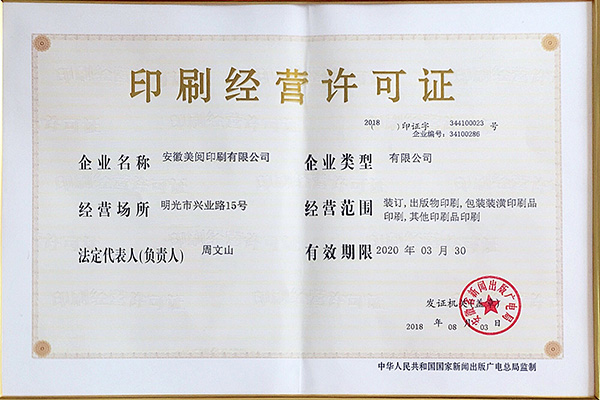 印刷经营许可证
(2018)印证字 344100023 号
企业编号: 34100286
企业名称 安徽美阅印刷有限公司
企业类型 有限公司
经营场所 明光市兴业路15号
经营范围 装订,出版物印刷,包装装潢印刷品
印刷,其他印刷品印刷
法定代表人(负责人) 周文山
有效期限 2020 年 03 月 30
发证机关(盖章)
2018 年 08 月 03 日
中华人民共和国国家新闻出版广电总局监制